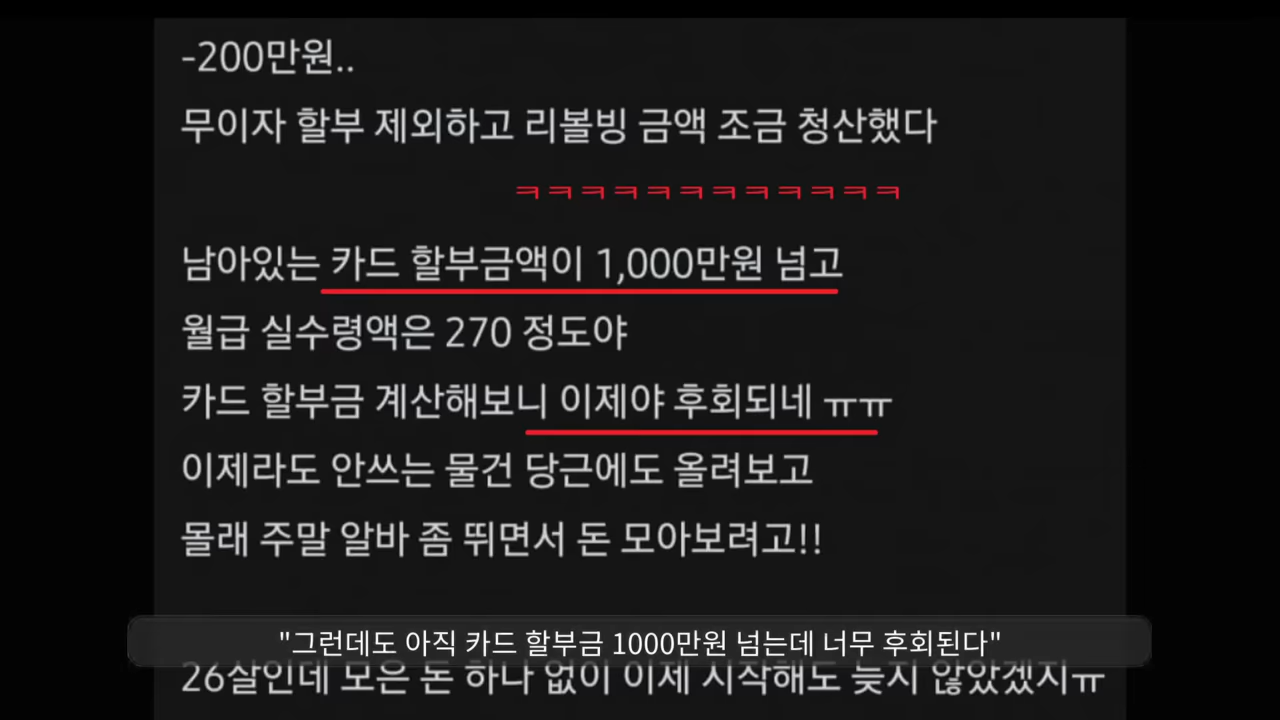 -200만원..
무이자 할부 제외하고 리볼빙 금액 조금 청산했다
ㅋㅋㅋㅋㅋㅋㅋㅋㅋㅋㅋㅋ
남아있는 카드 할부금액이 1,000만원 넘고
월급 실수령액은 270 정도야
카드 할부금 계산해보니 이제야 후회되네 ㅠㅠ
이제라도 안쓰는 물건 당근에도 올려보고
몰래 주말 알바 좀 뛰면서 돈 모아보려고!!
"그런데도 아직 카드 할부금 1000만원 넘는데 너무 후회된다"
26살인데 모은 돈 하나 없이 이제 시작해도 늦지 않았겠지ㅠ